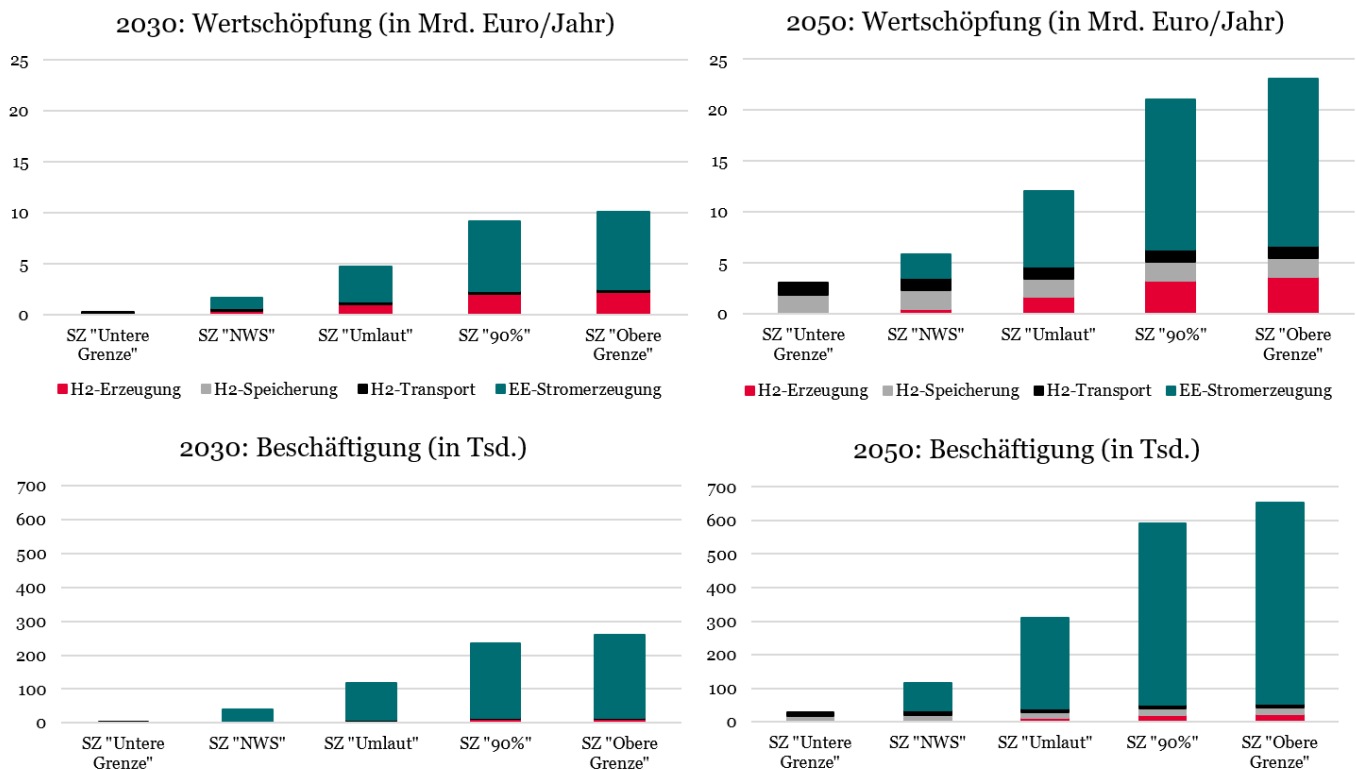 2030: Wertschöpfung (in Mrd. Euro/Jahr)
25
20
15
10
5
0
SZ "Untere
Grenze"
SZ "NWS"
SZ "Umlaut"
SZ "90%"
SZ "Obere
Grenze"
H2-Erzeugung
H2-Speicherung
H2-Transport
EE-Stromerzeugung
2050: Wertschöpfung (in Mrd. Euro/Jahr)
25
20
15
10
5
0
SZ "Untere
Grenze"
SZ "NWS"
SZ "Umlaut"
SZ "90%"
SZ "Obere
Grenze"
H2-Erzeugung
H2-Speicherung
H2-Transport
EE-Stromerzeugung
2030: Beschäftigung (in Tsd.)
700
600
500
400
300
200
100
0
SZ "Untere
Grenze"
SZ "NWS"
SZ "Umlaut"
SZ "90%"
SZ "Obere
Grenze"
2050: Beschäftigung (in Tsd.)
700
600
500
400
300
200
100
0
SZ "Untere
Grenze"
SZ "NWS"
SZ "Umlaut"
SZ "90%"
SZ "Obere
Grenze"